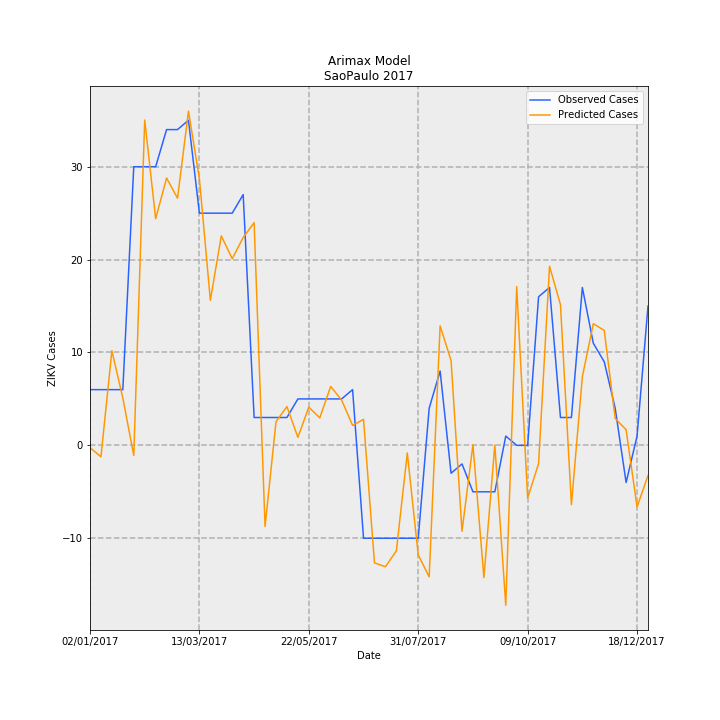 Arimax Model
SaoPaulo 2017
Observed Cases
Predicted Cases
ZIKV Cases
30
20
10
0
−10
02/01/2017
13/03/2017
22/05/2017
31/07/2017
09/10/2017
18/12/2017
Date